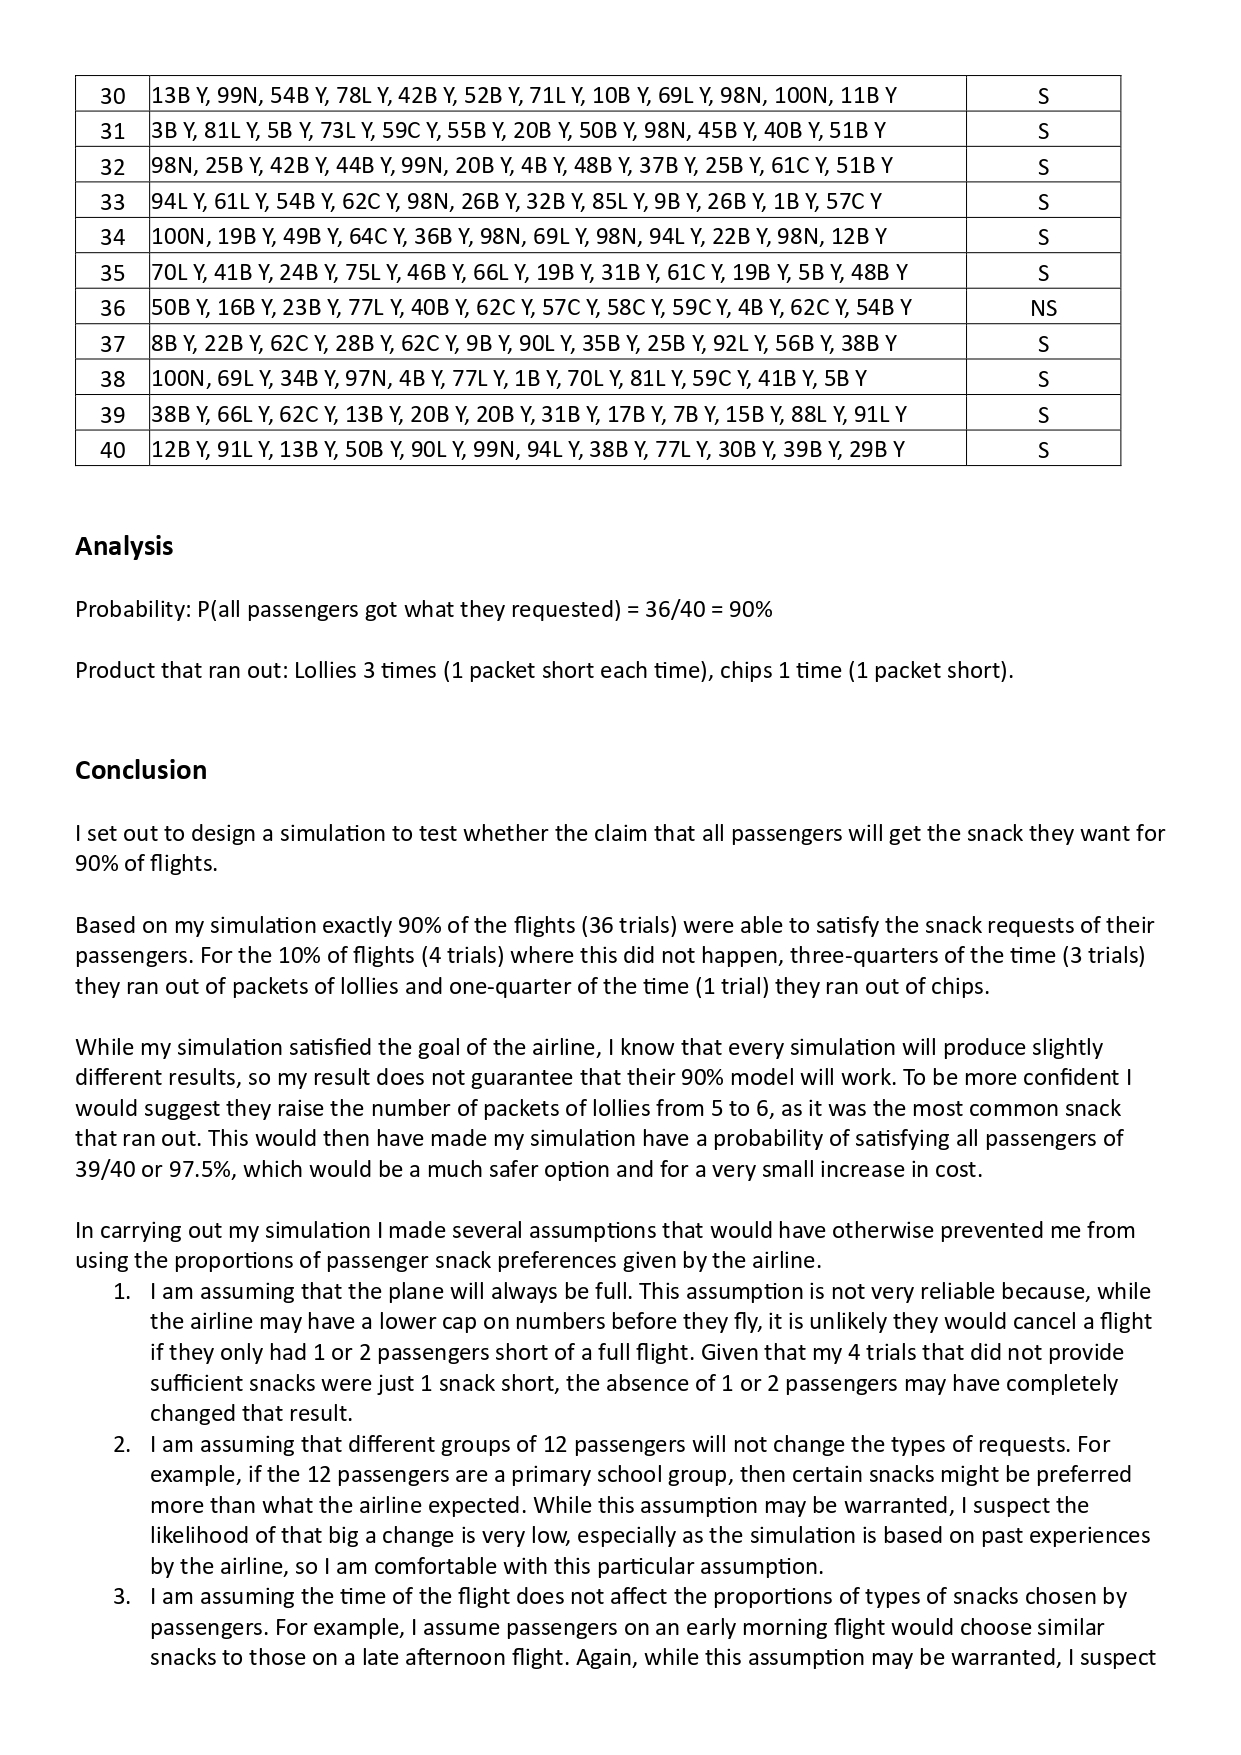 30 13B Y, 99N, 54B Y, 78L Y, 42B Y, 52B Y, 71L Y, 10B Y, 69L Y, 98N, 100N, 11B Y S
31 3B Y, 81L Y, 5B Y, 73L Y, 59C Y, 55B Y, 20B Y, 50B Y, 98N, 45B Y, 40B Y, 51B Y S
32 98N, 25B Y, 42B Y, 44B Y, 99N, 20B Y, 4B Y, 48B Y, 37B Y, 25B Y, 61C Y, 51B Y S
33 94L Y, 61L Y, 54B Y, 62C Y, 98N, 26B Y, 32B Y, 85L Y, 9B Y, 26B Y, 1B Y, 57C Y S
34 100N, 19B Y, 49B Y, 64C Y, 36B Y, 98N, 69L Y, 98N, 94L Y, 22B Y, 98N, 12B Y S
35 70L Y, 41B Y, 24B Y, 75L Y, 46B Y, 66L Y, 19B Y, 31B Y, 61C Y, 19B Y, 5B Y, 48B Y S
36 50B Y, 16B Y, 23B Y, 77L Y, 40B Y, 62C Y, 57C Y, 58C Y, 59C Y, 4B Y, 62C Y, 54B Y NS
37 8B Y, 22B Y, 62C Y, 28B Y, 62C Y, 9B Y, 90L Y, 35B Y, 25B Y, 92L Y, 56B Y, 38B Y S
38 100N, 69L Y, 34B Y, 97N, 4B Y, 77L Y, 1B Y, 70L Y, 81L Y, 59C Y, 41B Y, 5B Y S
39 38B Y, 66L Y, 62C Y, 13B Y, 20B Y, 20B Y, 31B Y, 17B Y, 7B Y, 15B Y, 88L Y, 91L Y S
40 12B Y, 91L Y, 13B Y, 50B Y, 90L Y, 99N, 94L Y, 38B Y, 77L Y, 30B Y, 39B Y, 29B Y S
Analysis
Probability: P(all passengers got what they requested) = 36/40 = 90%
Product that ran out: Lollies 3 times (1 packet short each time), chips 1 time (1 packet short).
Conclusion
I set out to design a simulation to test whether the claim that all passengers will get the snack they want for
90% of flights.
Based on my simulation exactly 90% of the flights (36 trials) were able to satisfy the snack requests of their
passengers. For the 10% of flights (4 trials) where this did not happen, three-quarters of the time (3 trials)
they ran out of packets of lollies and one-quarter of the time (1 trial) they ran out of chips.
While my simulation satisfied the goal of the airline, I know that every simulation will produce slightly
different results, so my result does not guarantee that their 90% model will work. To be more confident I
would suggest they raise the number of packets of lollies from 5 to 6, as it was the most common snack
that ran out. This would then have made my simulation have a probability of satisfying all passengers of
39/40 or 97.5%, which would be a much safer option and for a very small increase in cost.
In carrying out my simulation I made several assumptions that would have otherwise prevented me from
using the proportions of passenger snack preferences given by the airline.
1. I am assuming that the plane will always be full. This assumption is not very reliable because, while
the airline may have a lower cap on numbers before they fly, it is unlikely they would cancel a flight
if they only had 1 or 2 passengers short of a full flight. Given that my 4 trials that did not provide
sufficient snacks were just 1 snack short, the absence of 1 or 2 passengers may have completely
changed that result.
2. I am assuming that different groups of 12 passengers will not change the types of requests. For
example, if the 12 passengers are a primary school group, then certain snacks might be preferred
more than what the airline expected. While this assumption may be warranted, I suspect the
likelihood of that big a change is very low, especially as the simulation is based on past experiences
by the airline, so I am comfortable with this particular assumption.
3. I am assuming the time of the flight does not affect the proportions of types of snacks chosen by
passengers. For example, I assume passengers on an early morning flight would choose similar
snacks to those on a late afternoon flight. Again, while this assumption may be warranted, I suspect